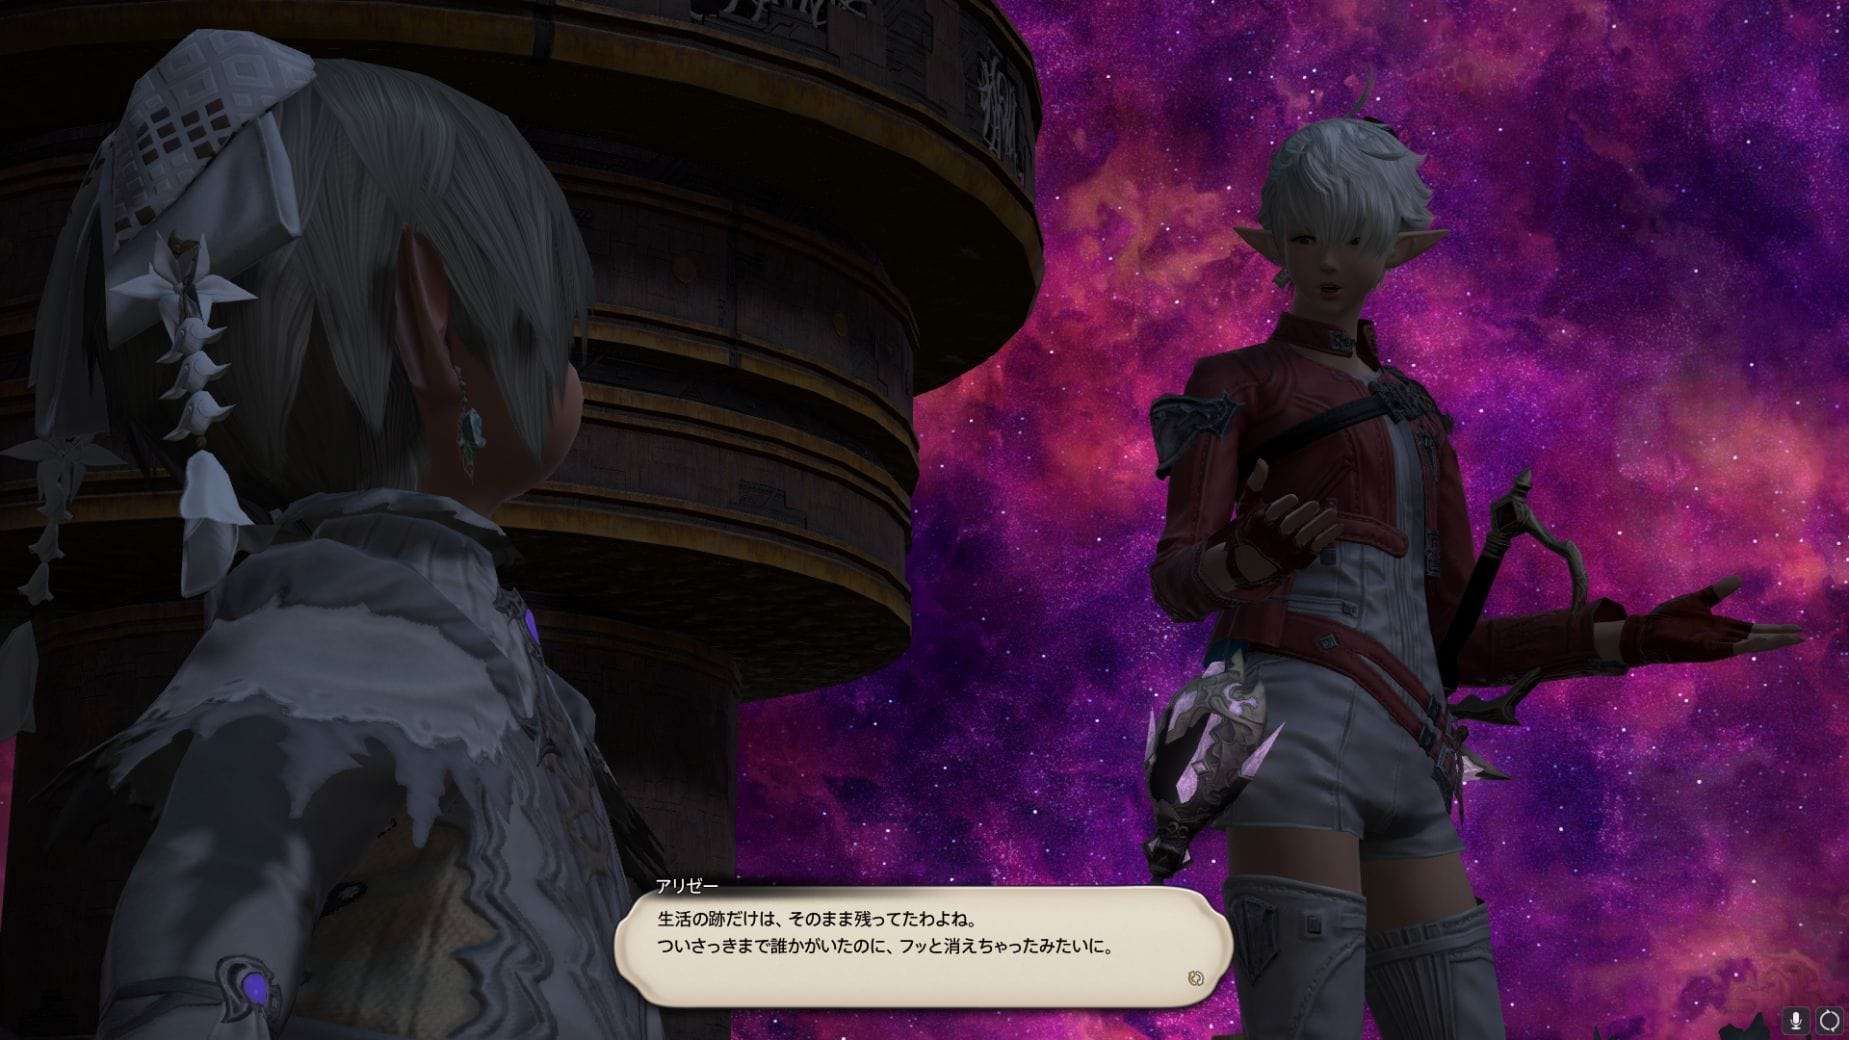 アリゼー
生活の跡だけは、そのまま残ってたわよね。
ついさっきまで誰かがいたのに、フッと消えちゃったみたいに。